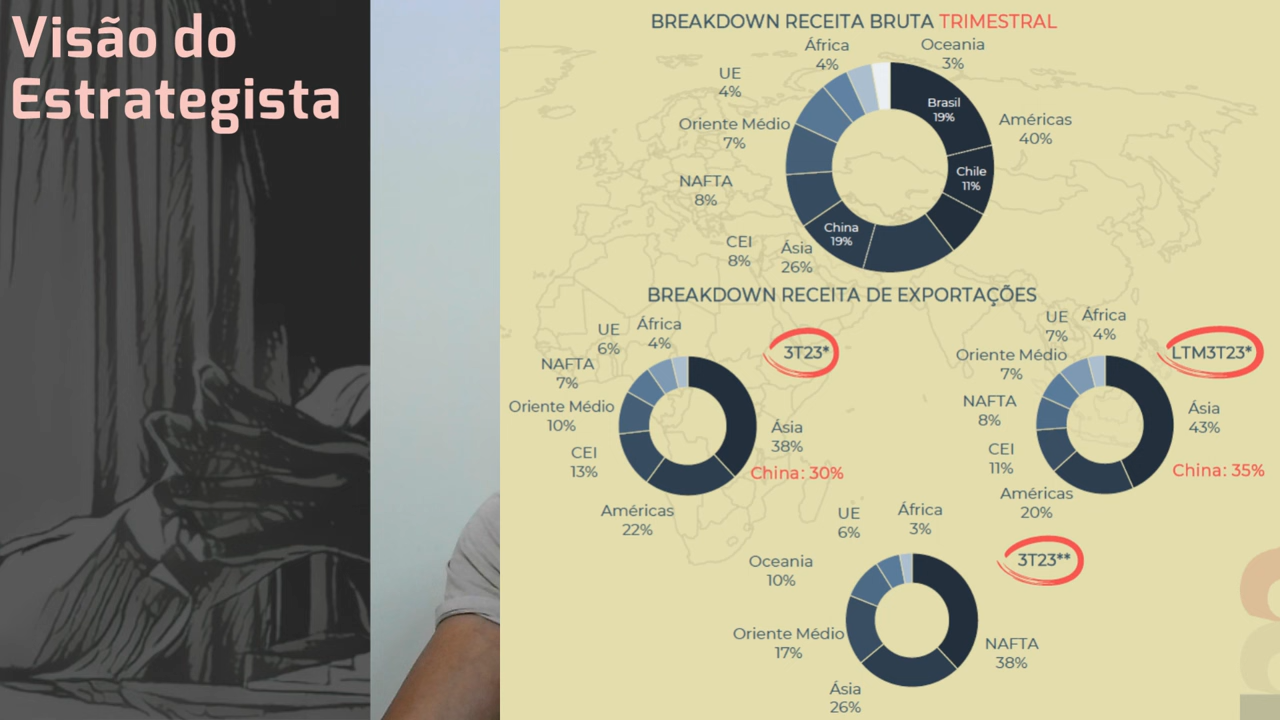 Visão do
Estrategista
BREAKDOWN RECEITA BRUTA TRIMESTRAL
África
4%
Oceania
3%
UE
4%
Brasil
19%
Américas
40%
Oriente Médio
7%
Chile
11%
NAFTA
8%
China
19%
CEI
8%
Ásia
26%
BREAKDOWN RECEITA DE EXPORTAÇÕES
UE
6%
África
4%
3T23*
NAFTA
7%
Oriente Médio
10%
Ásia
38%
CEI
13%
China: 30%
Américas
22%
UE
7%
África
4%
LTM3T23*
Oriente Médio
7%
NAFTA
8%
Ásia
43%
CEI
11%
China: 35%
Américas
20%
UE
6%
África
3%
3T23**
Oceania
10%
Oriente Médio
17%
NAFTA
38%
Ásia
26%